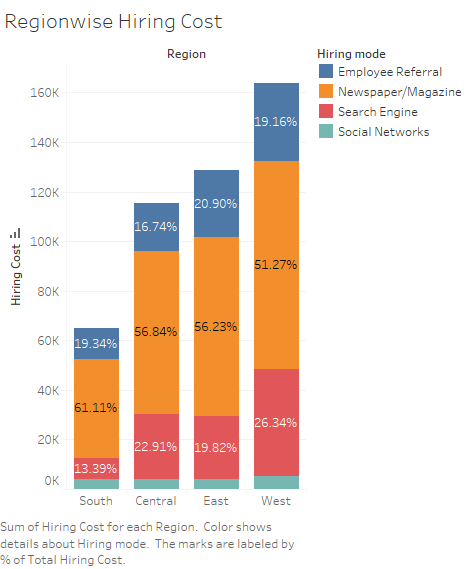 Regionwise Hiring Cost
Region
Hiring mode
Employee Referral
Newspaper/Magazine
Search Engine
Social Networks
Hiring Cost
160K
140K
120K
100K
80K
60K
40K
20K
0K
19.34%
61.11%
13.39%
16.74%
56.84%
22.91%
20.90%
56.23%
19.82%
19.16%
51.27%
26.34%
South
Central
East
West
Sum of Hiring Cost for each Region. Color shows
details about Hiring mode. The marks are labeled by
% of Total Hiring Cost.